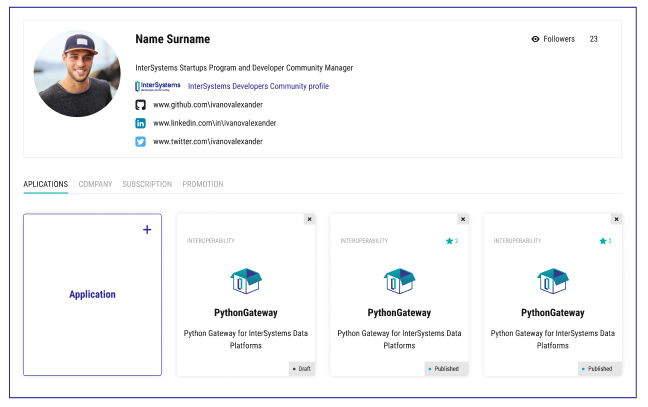 Name Surname
Followers 23
InterSystems Startups Program and Developer Community Manager
InterSystems
Developer Community
InterSystems Developers Community profile
www.github.com\ivanovalexander
www.linkedin.com\in\ivanovalexander
www.twitter.com\ivanovalexander
APLICATIONS COMPANY SUBSCRIPTION PROMOTION
+
Application
INTEROPERABILITY
PythonGateway
Python Gateway for InterSystems Data
Platforms
Draft
INTEROPERABILITY
PythonGateway
Python Gateway for InterSystems Data
Platforms
Published
INTEROPERABILITY
PythonGateway
Python Gateway for InterSystems Data
Platforms
Published